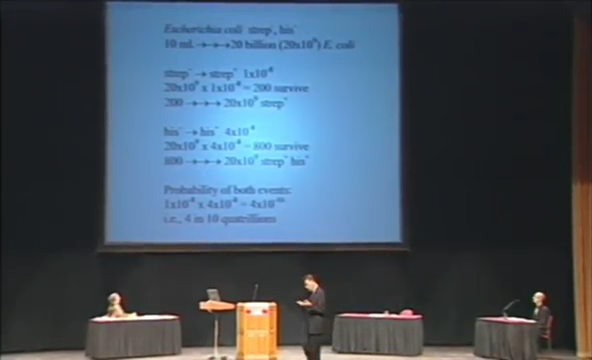 Escherichia coli strep⁻, his⁻
10 mL →→→20 billion (20x10⁹) E. coli
strep⁻ → strep⁺ 1x10⁻⁸
20x10⁹ x 1x10⁻⁸ = 200 survive
200 →→→ 20x10⁹ strep⁺
his⁻ → his⁺ 4x10⁻⁸
20x10⁹ x 4x10⁻⁸ = 800 survive
800 →→→ 20x10⁹ strep⁺ his⁺
Probability of both events:
1x10⁻⁸ x 4x10⁻⁸ = 4x10⁻¹⁶
i.e., 4 in 10 quatrillions